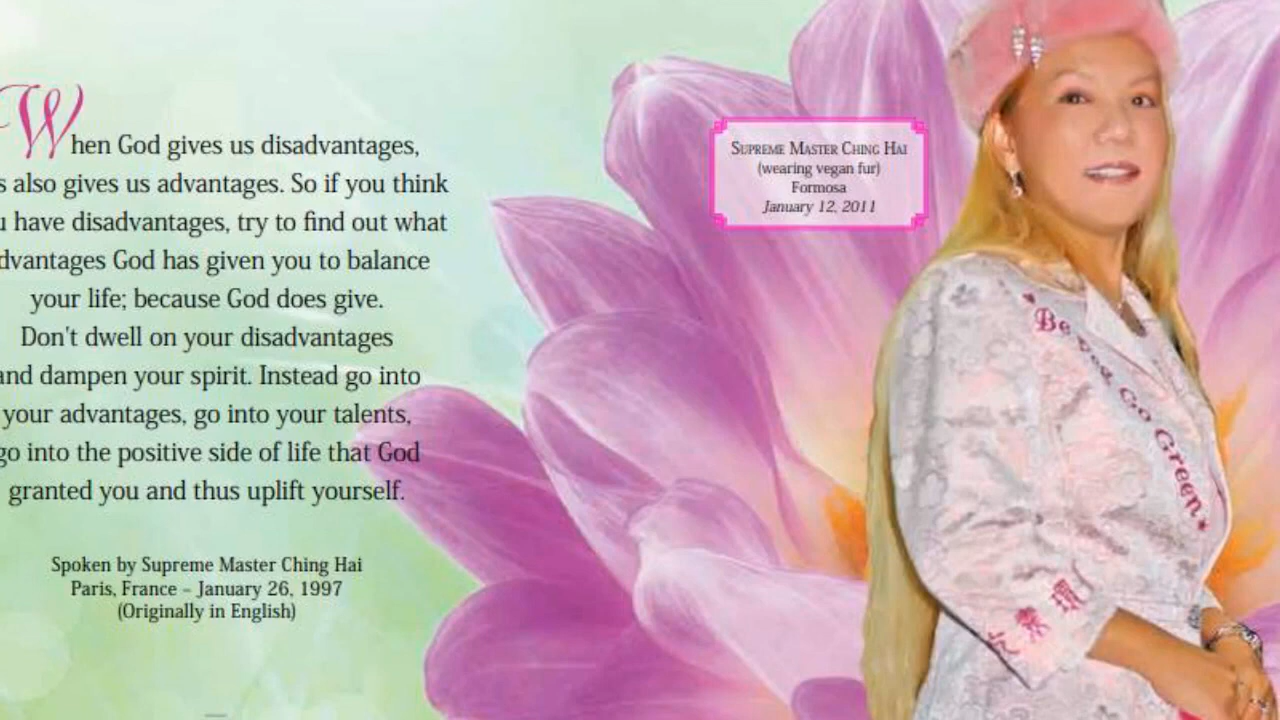 When God gives us disadvantages,
s also gives us advantages. So if you think
u have disadvantages, try to find out what
dvantages God has given you to balance
your life; because God does give.
Don't dwell on your disadvantages
and dampen your spirit. Instead go into
your advantages, go into your talents,
go into the positive side of life that God
granted you and thus uplift yourself.
Spoken by Supreme Master Ching Hai
Paris, France – January 26, 1997
(Originally in English)
SUPREME MASTER CHING HAI
(wearing vegan fur)
Formosa
January 12, 2011
Be Veg Go Green